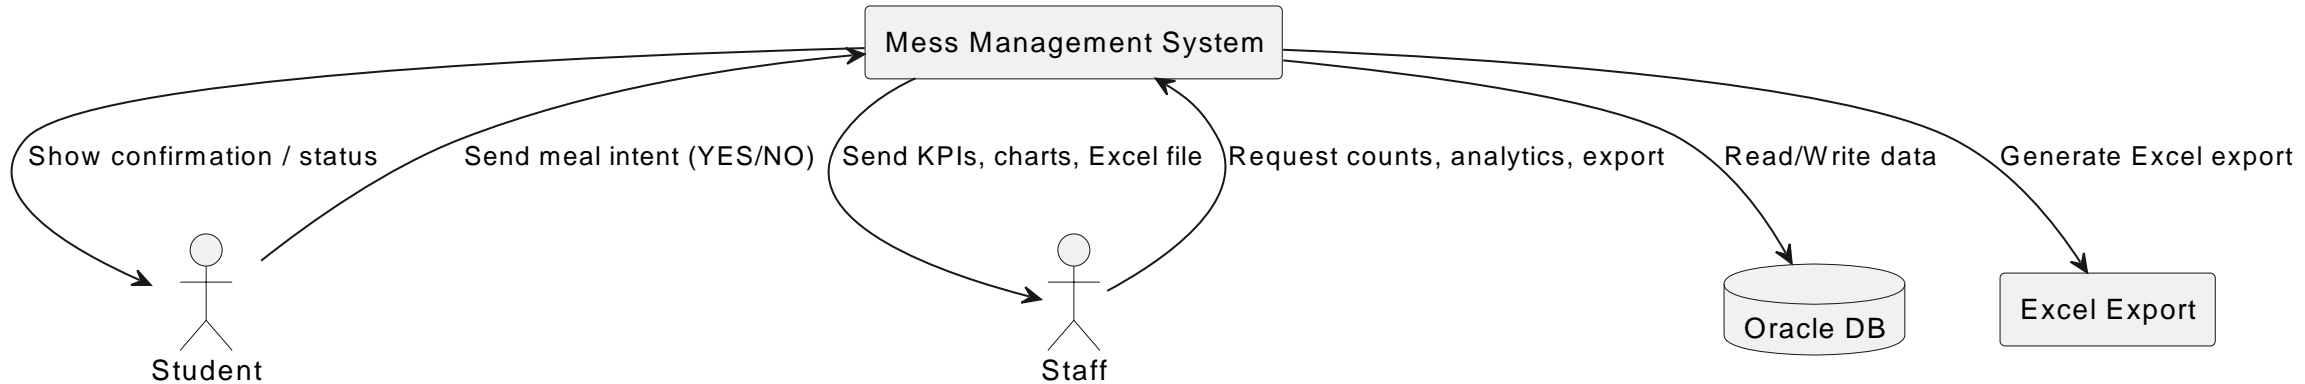 Mess Management System
Show confirmation / status
Send meal intent (YES/NO)
Send KPIs, charts, Excel file
Request counts, analytics, export
Read/Write data
Generate Excel export
Student
Staff
Oracle DB
Excel Export